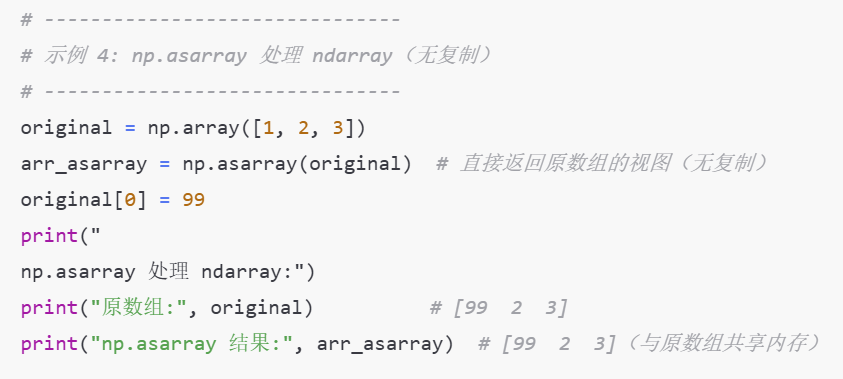 # -------------------------------
# 示例 4: np.asarray 处理 ndarray（无复制）
# -------------------------------
original = np.array([1, 2, 3])
arr_asarray = np.asarray(original)  # 直接返回原数组的视图（无复制）
original[0] = 99
print("
np.asarray 处理 ndarray:")
print("原数组:", original)          # [99  2  3]
print("np.asarray 结果:", arr_asarray)  # [99  2  3]（与原数组共享内存）